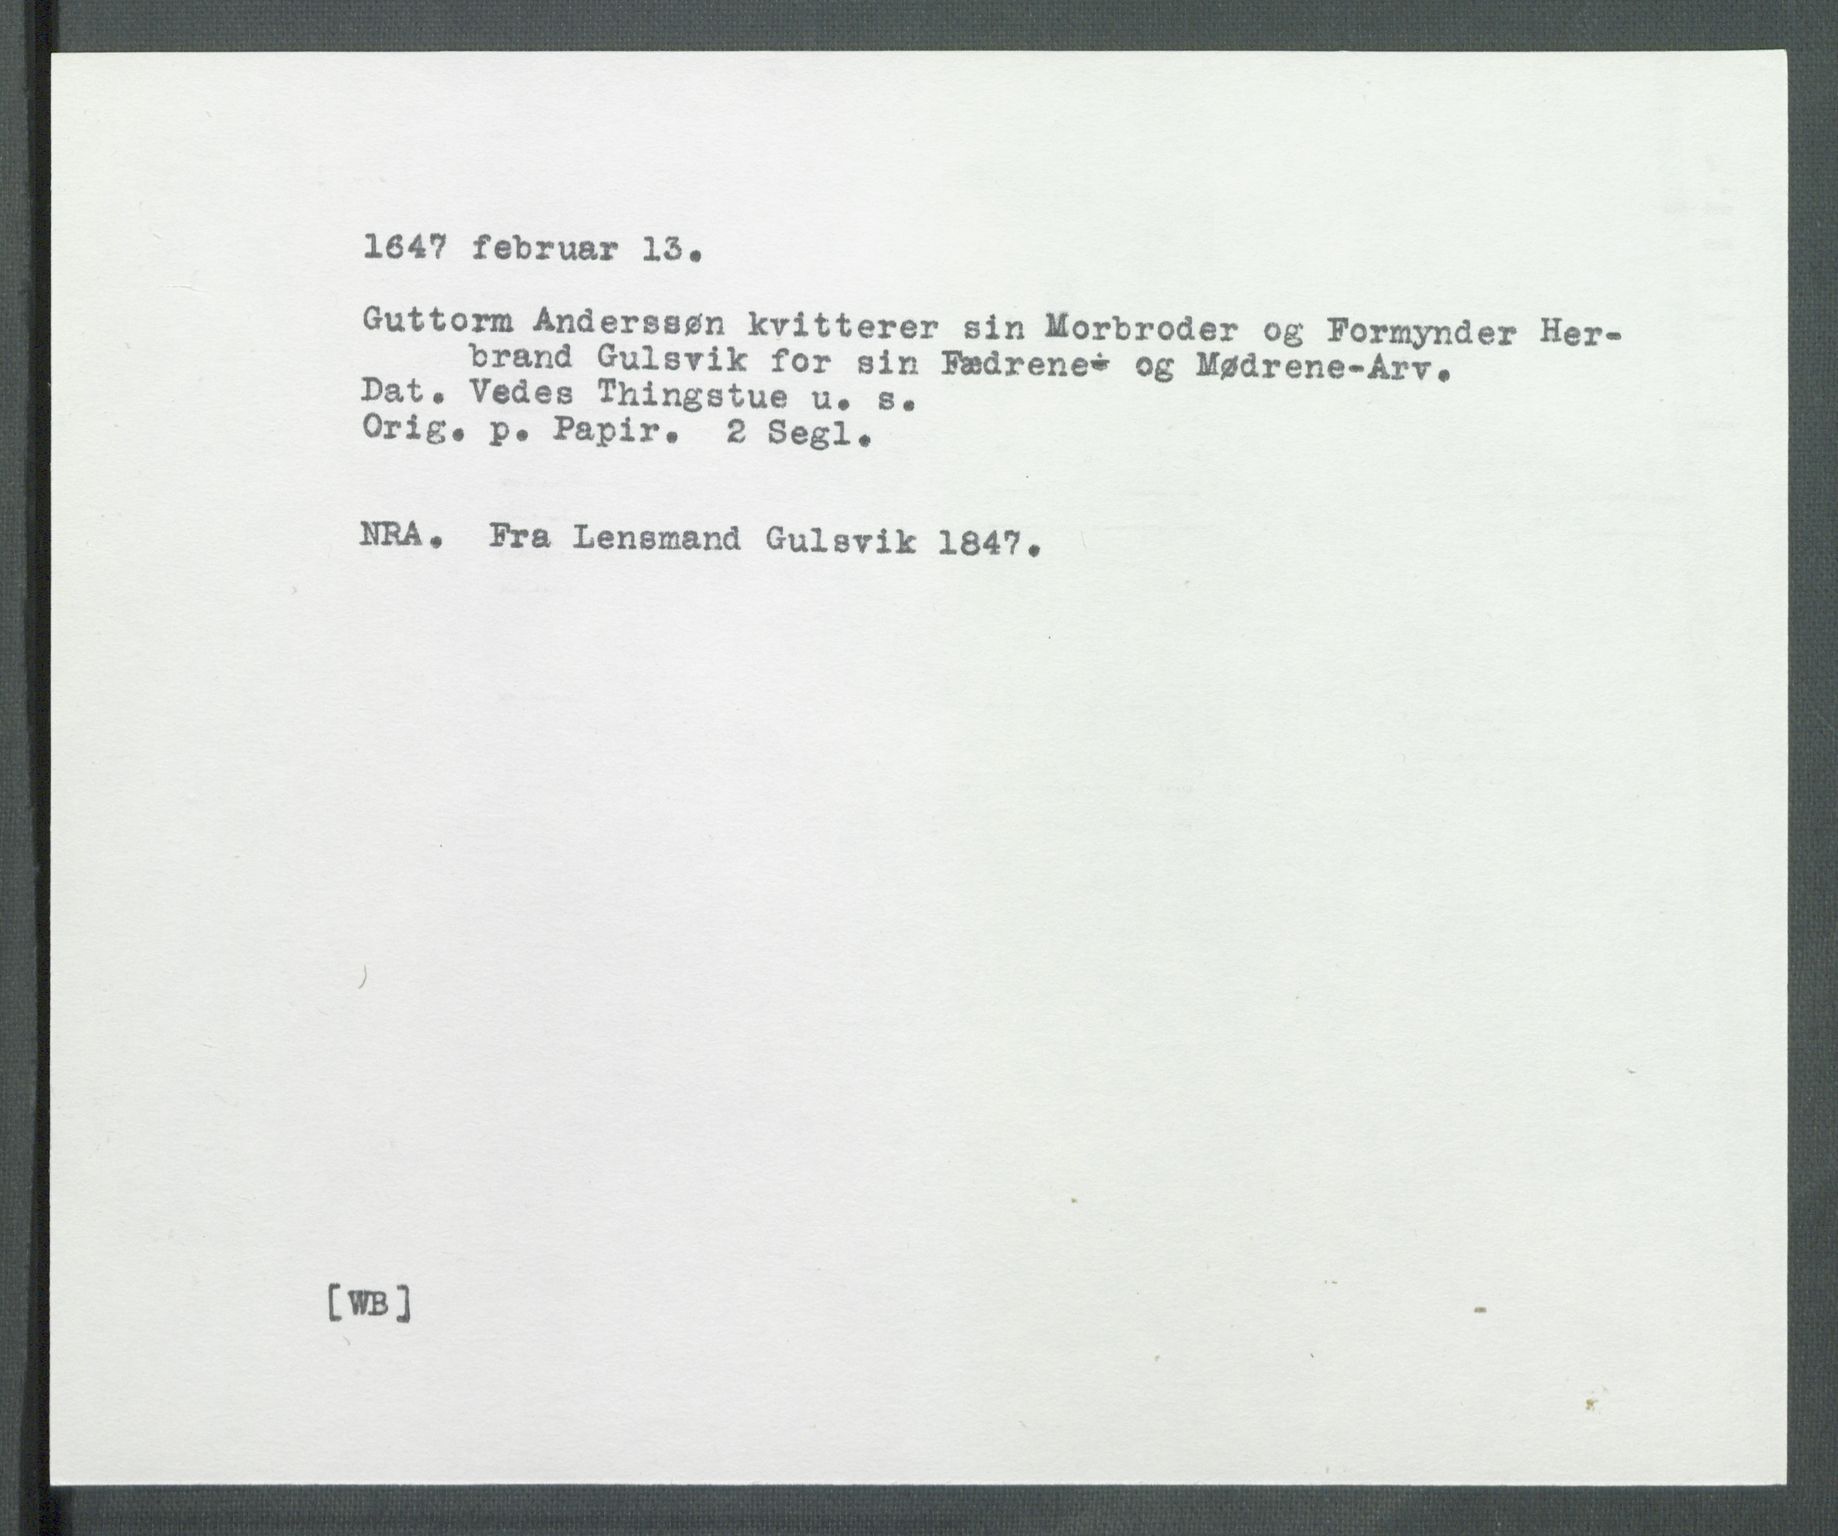 1647 februar 13.
Guttorm Anderssøn kvitterer sin Morbroder og Formynder Her-
brand Gulsvik for sin Fædrene- og Mødrene-Arv.
Dat. Vedes Thingstue u. s.
Orig. p. Papir. 2 Segl.
NRA. Fra Lensmand Gulsvik 1847.
[WB]